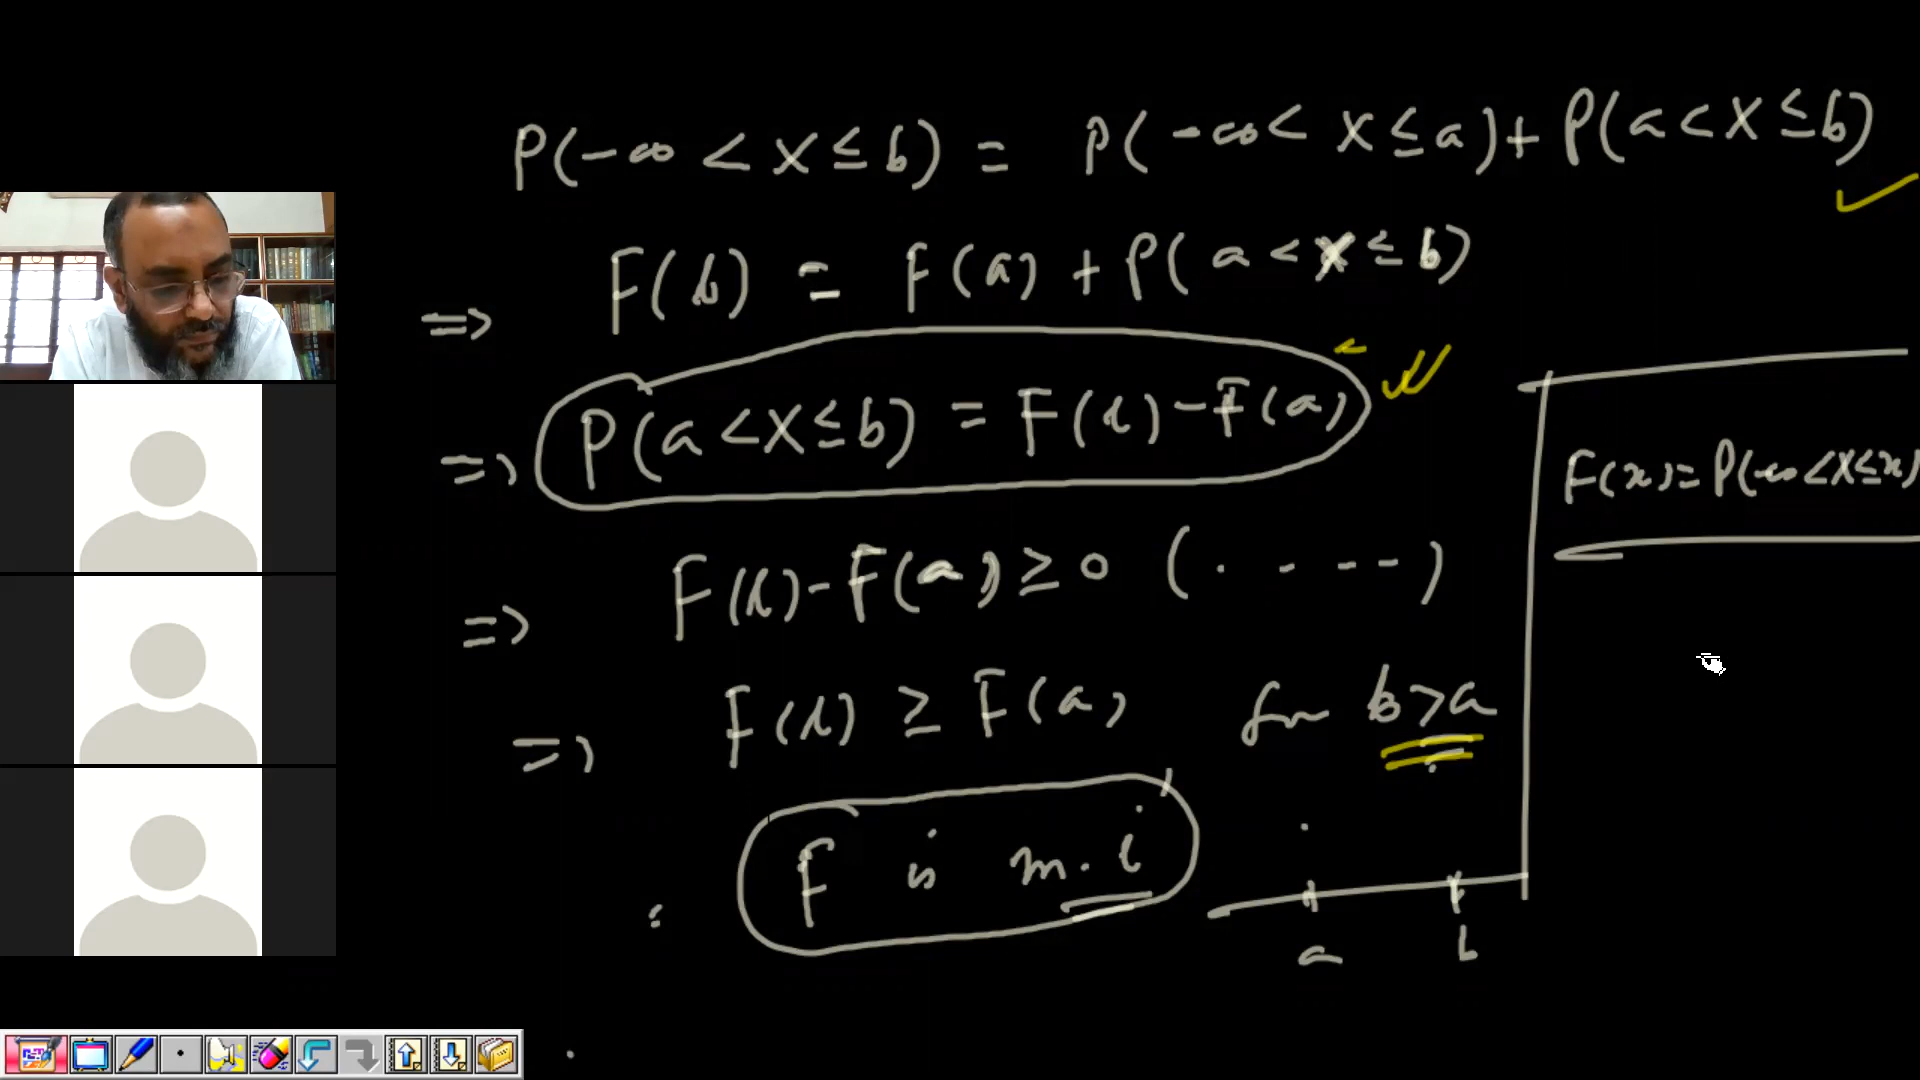 P(-∞ < X ≤ b) = P(-∞ < X ≤ a) + P(a < X ≤ b)
⇒ F(b) = F(a) + P(a < X ≤ b)
⇒ P(a < X ≤ b) = F(b) - F(a)
F(x) = P(-∞ < X ≤ x)
⇒ F(b) - F(a) ≥ 0 (. - - - -)
⇒ F(b) ≥ F(a) for b > a
F is m.i
a b